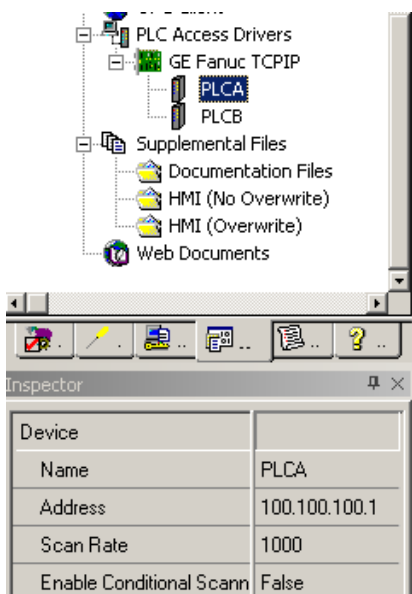 PLC Access Drivers
GE Fanuc TCPIP
PLCA
PLCB
Supplemental Files
Documentation Files
HMI (No Overwrite)
HMI (Overwrite)
Web Documents
Inspector
Device
Name PLCA
Address 100.100.100.1
Scan Rate 1000
Enable Conditional Scann False